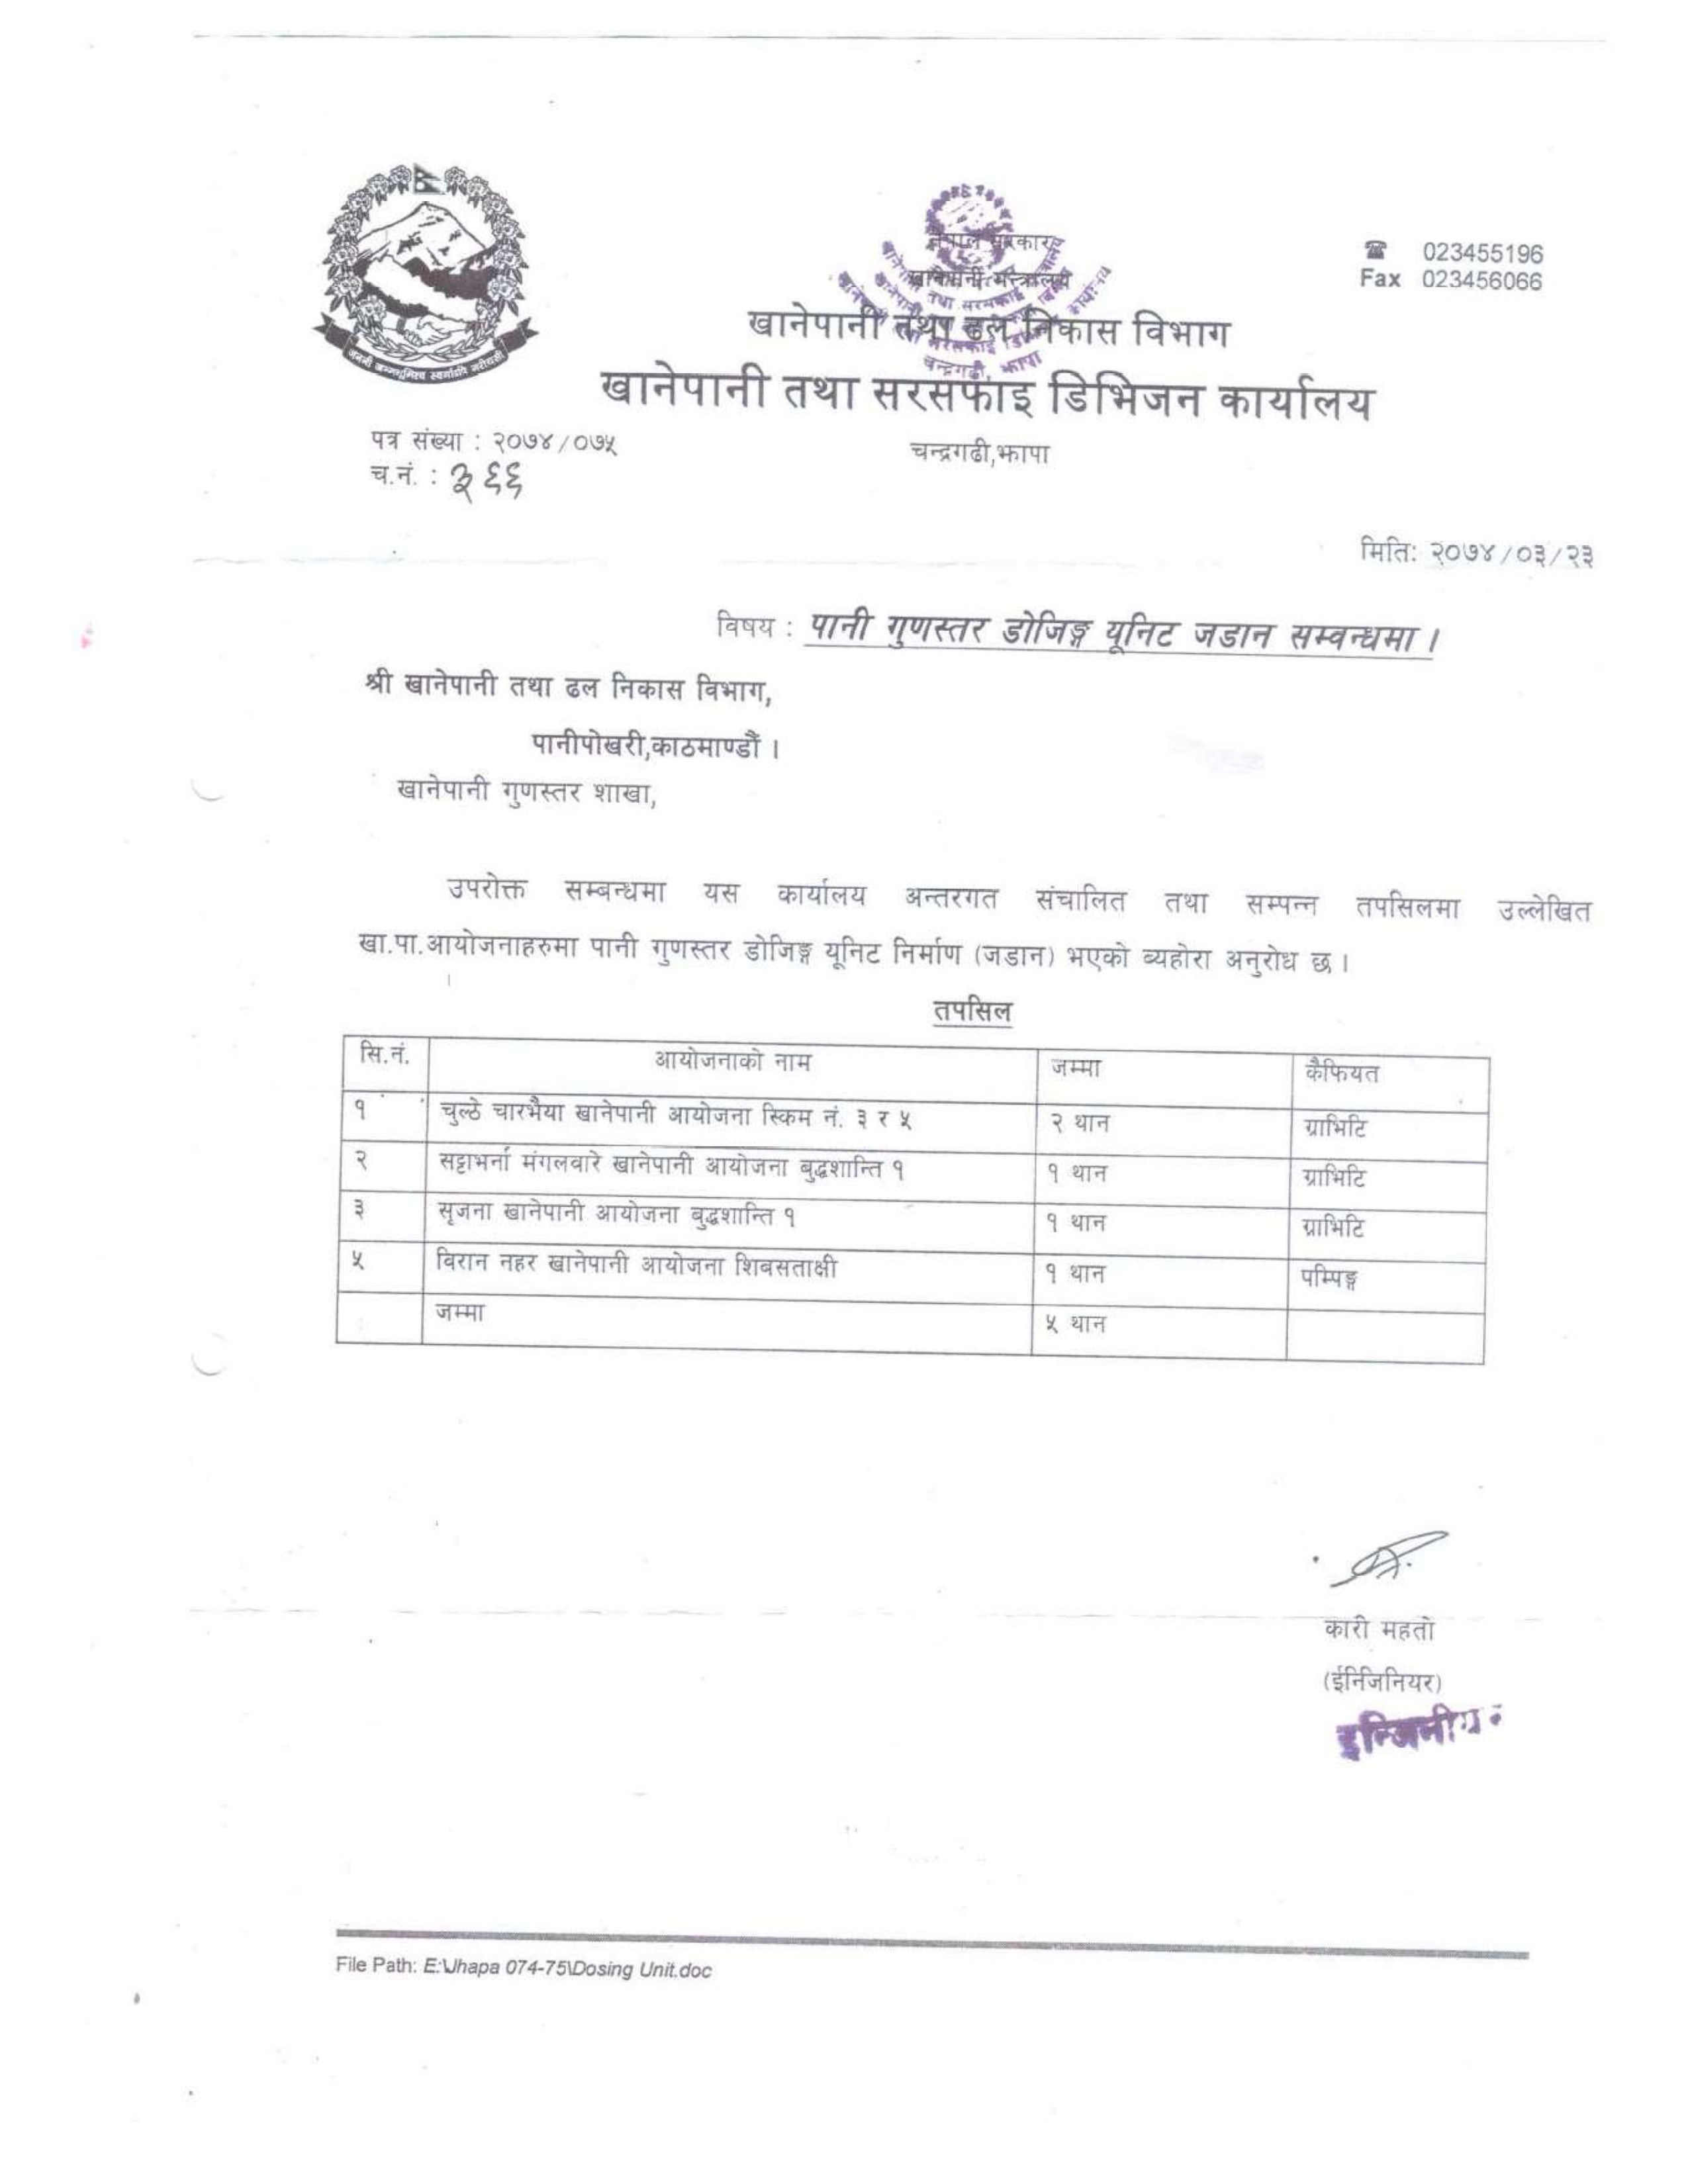 जननी जन्मभूमिश्च स्वर्गादपि गरीयसी
नेपाल सरकार
खानेपानी मन्त्रालय
खानेपानी तथा ढल निकास विभाग
खानेपानी तथा सरसफाइ डिभिजन कार्यालय
चन्द्रगढी,झापा
☎ 023455196
Fax 023456066
पत्र संख्या : २०७४/०७५
च.नं. : ३६६
मिति: २०७४/०३/२३
विषय : पानी गुणस्तर डोजिङ्ग यूनिट जडान सम्वन्धमा ।
श्री खानेपानी तथा ढल निकास विभाग,
पानीपोखरी,काठमाण्डौं ।
खानेपानी गुणस्तर शाखा,
उपरोक्त सम्बन्धमा यस कार्यालय अन्तरगत संचालित तथा सम्पन्न तपसिलमा उल्लेखित
खा.पा.आयोजनाहरुमा पानी गुणस्तर डोजिङ्ग यूनिट निर्माण (जडान) भएको ब्यहोरा अनुरोध छ ।
तपसिल
सि.नं. आयोजनाको नाम जम्मा कैफियत
१ चुल्ठे चारभैया खानेपानी आयोजना स्किम नं. ३ र ५ २ थान ग्राभिटि
२ सट्टाभर्ना मंगलवारे खानेपानी आयोजना बुद्धशान्ति १ १ थान ग्राभिटि
३ सृजना खानेपानी आयोजना बुद्धशान्ति १ १ थान ग्राभिटि
५ विरान नहर खानेपानी आयोजना शिवसताक्षी १ थान पम्पिङ्ग
जम्मा ५ थान
कारी महतो
(ईनिजिनियर)
इन्जिनीयर
File Path: E:\Jhapa 074-75\Dosing Unit.doc